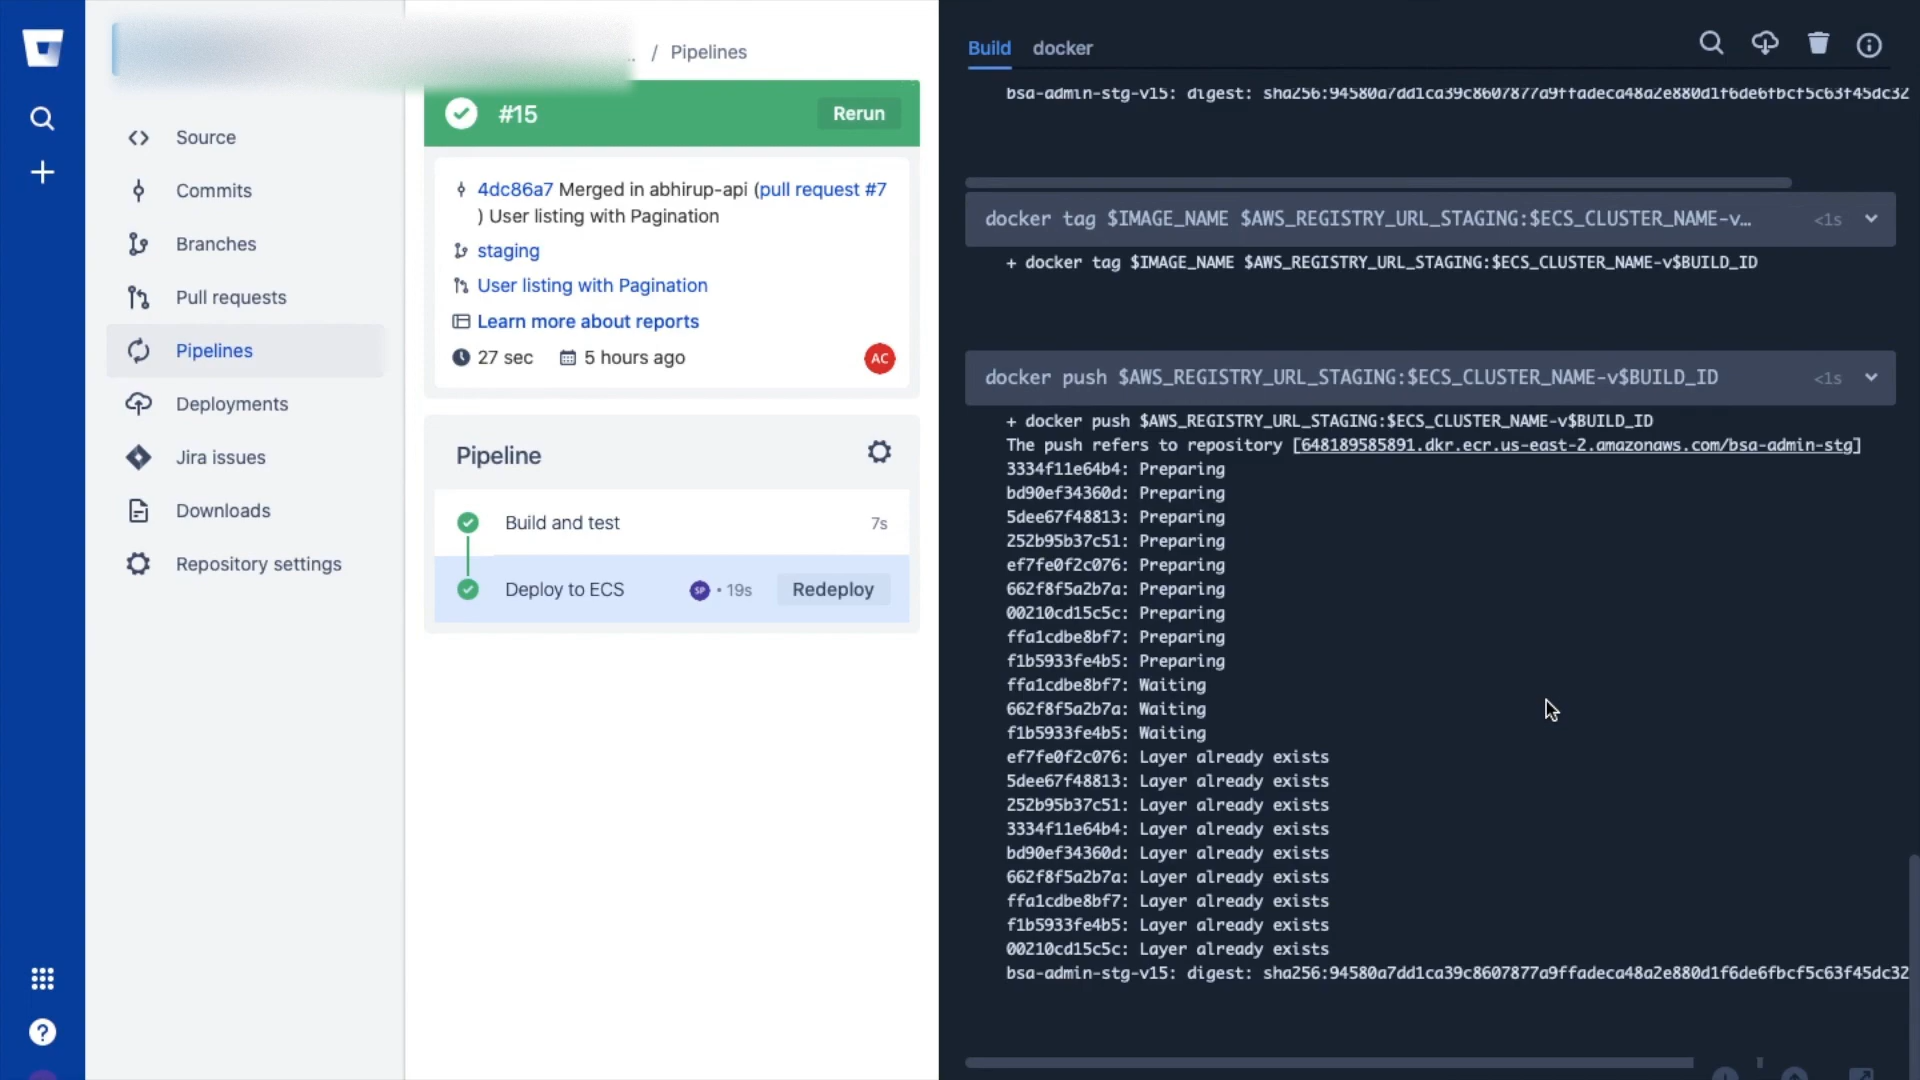 / Pipelines
Source
Commits
Branches
Pull requests
Pipelines
Deployments
Jira issues
Downloads
Repository settings
#15
Rerun
4dc86a7 Merged in abhirup-api (pull request #7
) User listing with Pagination
staging
User listing with Pagination
Learn more about reports
27 sec
5 hours ago
AC
Pipeline
Build and test
7s
Deploy to ECS
SP • 19s
Redeploy
Build
docker
bsa-admin-stg-v15: digest: sha256:94580a7dd1ca39c8607877a9ffadeca48a2e880d1f6de6fbcf5c63f45dc32
docker tag $IMAGE_NAME $AWS_REGISTRY_URL_STAGING:$ECS_CLUSTER_NAME-v…
<1s
+ docker tag $IMAGE_NAME $AWS_REGISTRY_URL_STAGING:$ECS_CLUSTER_NAME-v$BUILD_ID
docker push $AWS_REGISTRY_URL_STAGING:$ECS_CLUSTER_NAME-v$BUILD_ID
<1s
+ docker push $AWS_REGISTRY_URL_STAGING:$ECS_CLUSTER_NAME-v$BUILD_ID
The push refers to repository [648189585891.dkr.ecr.us-east-2.amazonaws.com/bsa-admin-stg]
3334f11e64b4: Preparing
bd90ef34360d: Preparing
5dee67f48813: Preparing
252b95b37c51: Preparing
ef7fe0f2c076: Preparing
662f8f5a2b7a: Preparing
00210cd15c5c: Preparing
ffa1cdbe8bf7: Preparing
f1b5933fe4b5: Preparing
ffa1cdbe8bf7: Waiting
662f8f5a2b7a: Waiting
f1b5933fe4b5: Waiting
ef7fe0f2c076: Layer already exists
5dee67f48813: Layer already exists
252b95b37c51: Layer already exists
3334f11e64b4: Layer already exists
bd90ef34360d: Layer already exists
662f8f5a2b7a: Layer already exists
ffa1cdbe8bf7: Layer already exists
f1b5933fe4b5: Layer already exists
00210cd15c5c: Layer already exists
bsa-admin-stg-v15: digest: sha256:94580a7dd1ca39c8607877a9ffadeca48a2e880d1f6de6fbcf5c63f45dc32